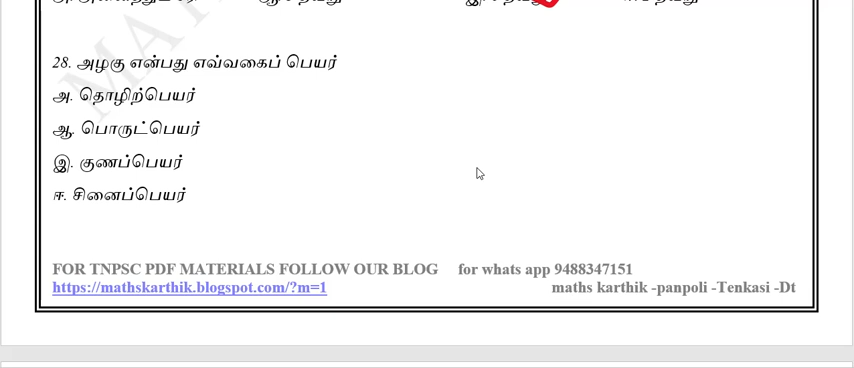 28. அழகு என்பது எவ்வகைப் பெயர்
அ. தொழிற்பெயர்
ஆ. பொருட்பெயர்
இ. குணப்பெயர்
ஈ. சினைப்பெயர்
FOR TNPSC PDF MATERIALS FOLLOW OUR BLOG for whats app 9488347151
https://mathskarthik.blogspot.com/?m=1 maths karthik -panpoli -Tenkasi -Dt